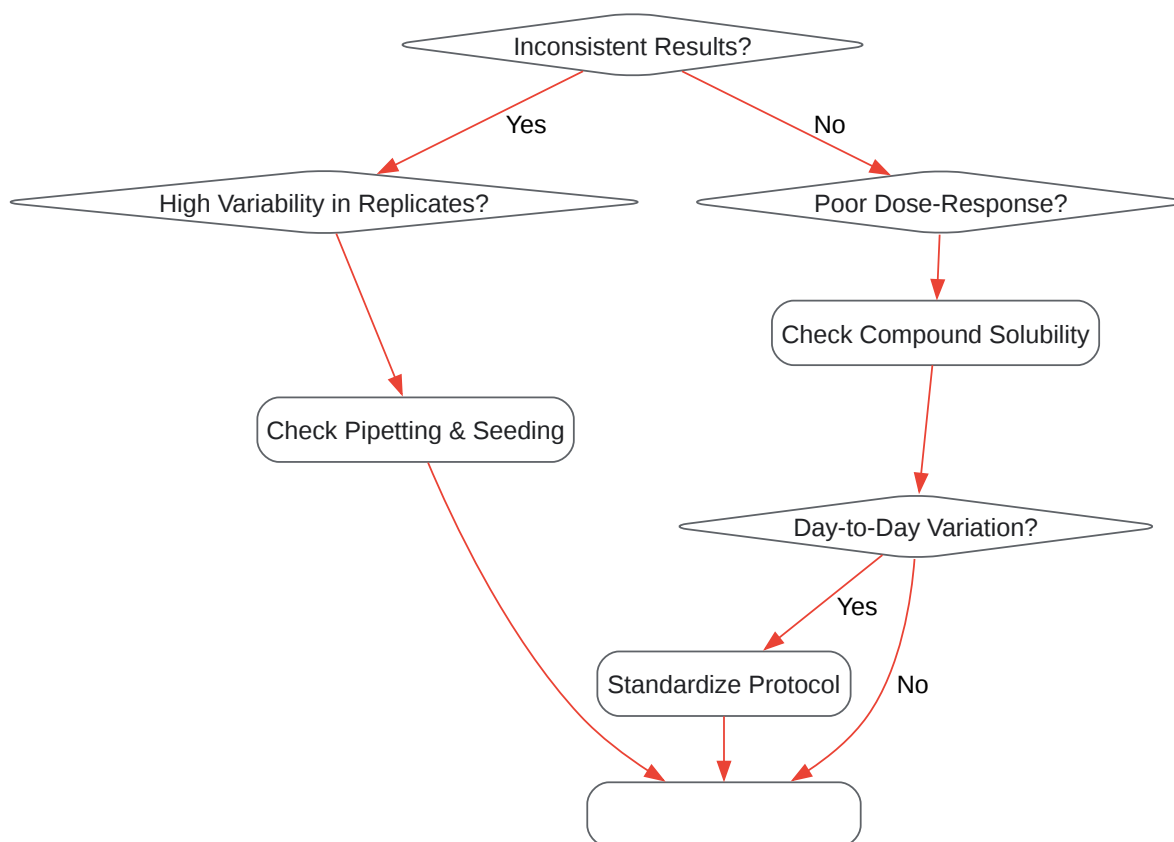 Inconsistent Results?
Yes
No
High Variability in Replicates?
Poor Dose-Response?
Check Compound Solubility
Check Pipetting & Seeding
Day-to-Day Variation?
Yes
Standardize Protocol
No